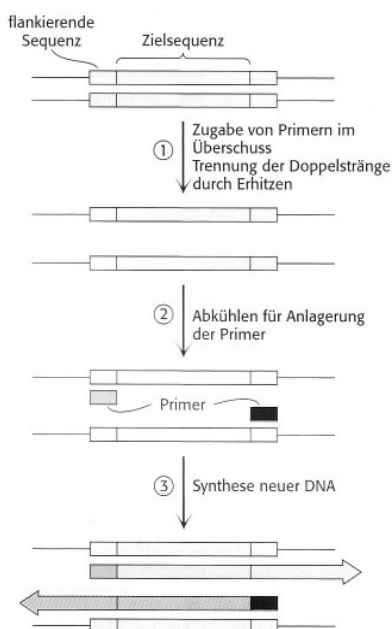 flankierende
Sequenz
Zielsequenz
1
Zugabe von Primern im
Überschuss
Trennung der Doppelstränge
durch Erhitzen
2
Abkühlen für Anlagerung
der Primer
Primer
3
Synthese neuer DNA